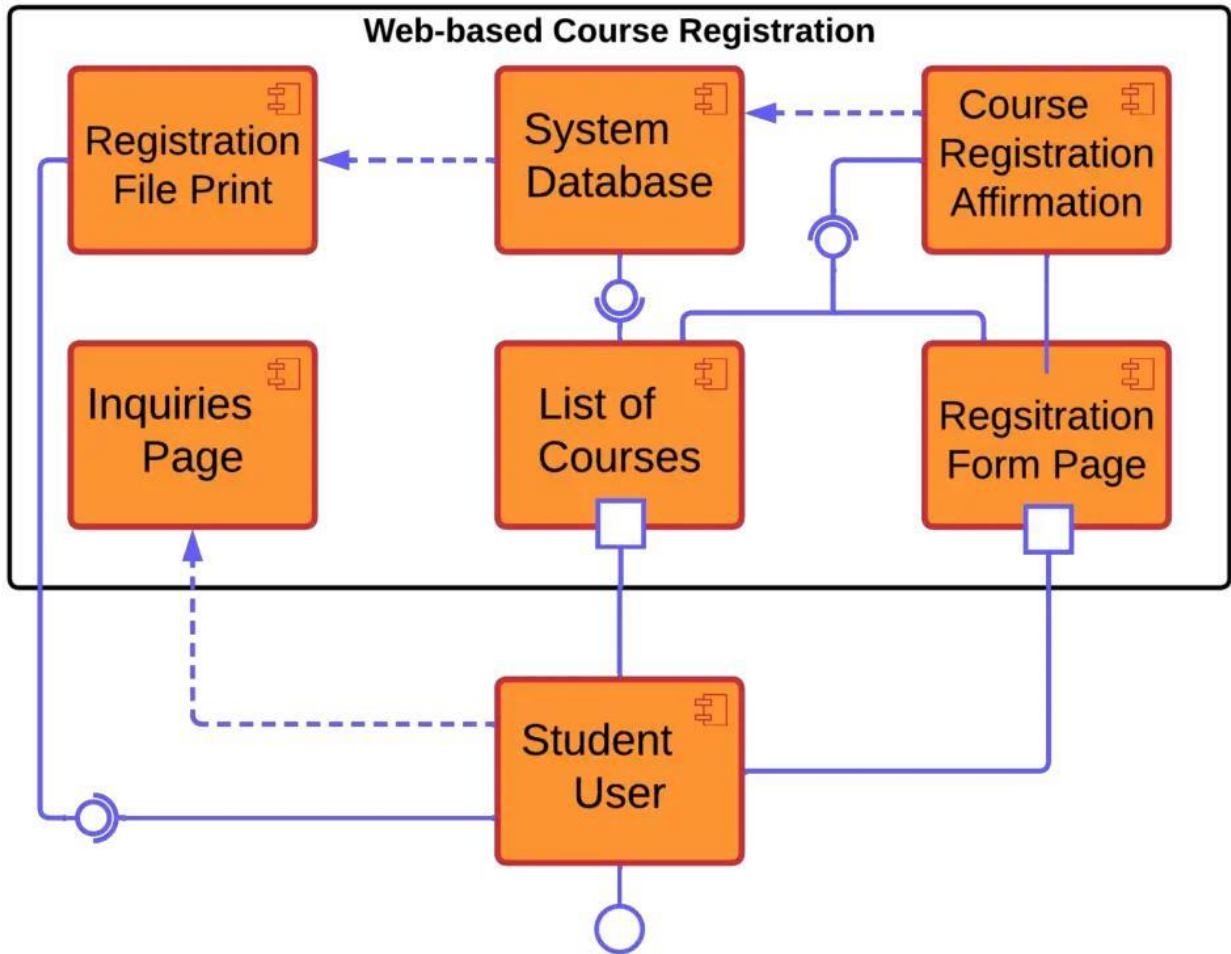 Web-based Course Registration
Registration
File Print
System
Database
Course
Registration
Affirmation
Inquiries
Page
List of
Courses
Regsitration
Form Page
Student
User